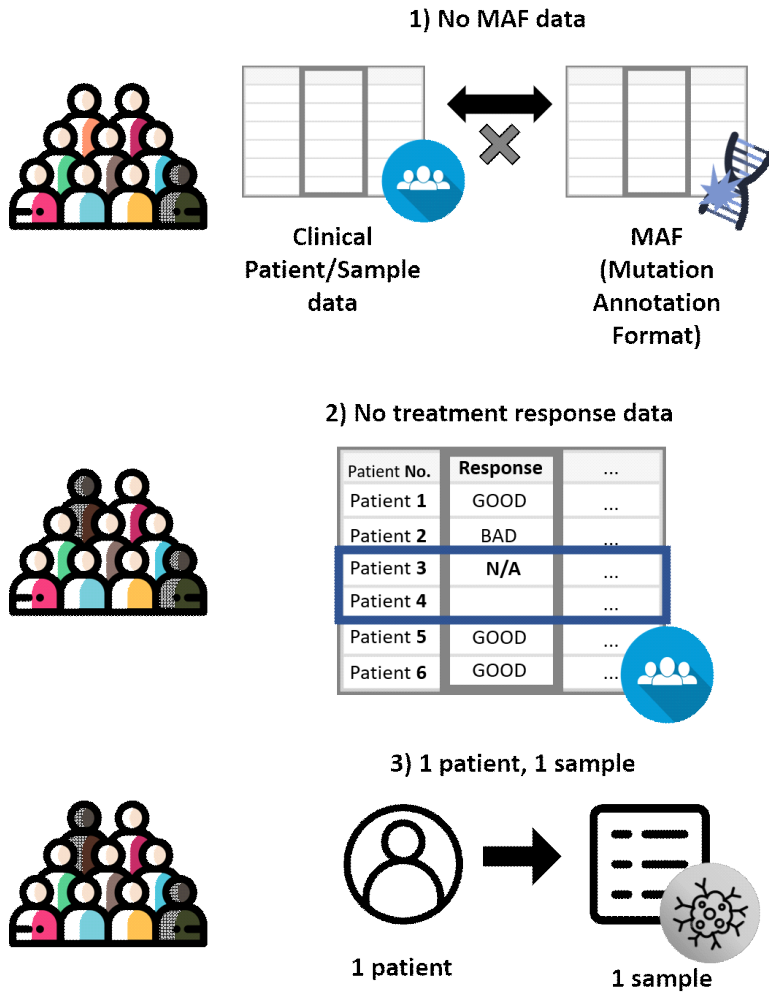 1) No MAF data
Clinical
Patient/Sample
data
MAF
(Mutation
Annotation
Format)
2) No treatment response data
Patient No. Response ...
Patient 1 GOOD ...
Patient 2 BAD ...
Patient 3 N/A ...
Patient 4 ...
Patient 5 GOOD ...
Patient 6 GOOD ...
3) 1 patient, 1 sample
1 patient
1 sample